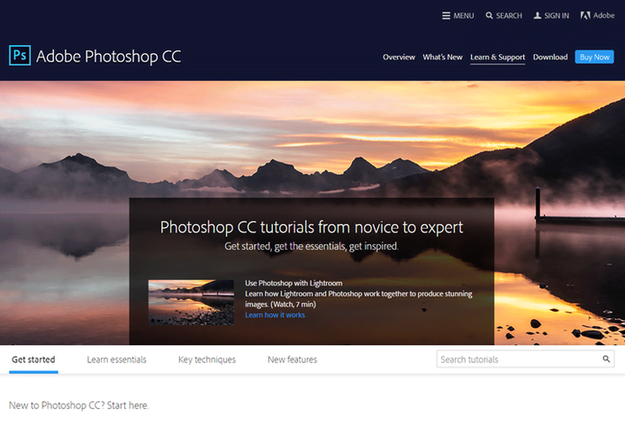 MENU SEARCH SIGN IN Adobe
Ps Adobe Photoshop CC
Overview What's New Learn & Support Download Buy Now
Photoshop CC tutorials from novice to expert
Get started, get the essentials, get inspired.
Use Photoshop with Lightroom
Learn how Lightroom and Photoshop work together to produce stunning
images. (Watch, 7 min)
Learn how it works
Get started Learn essentials Key techniques New features Search tutorials
New to Photoshop CC? Start here.